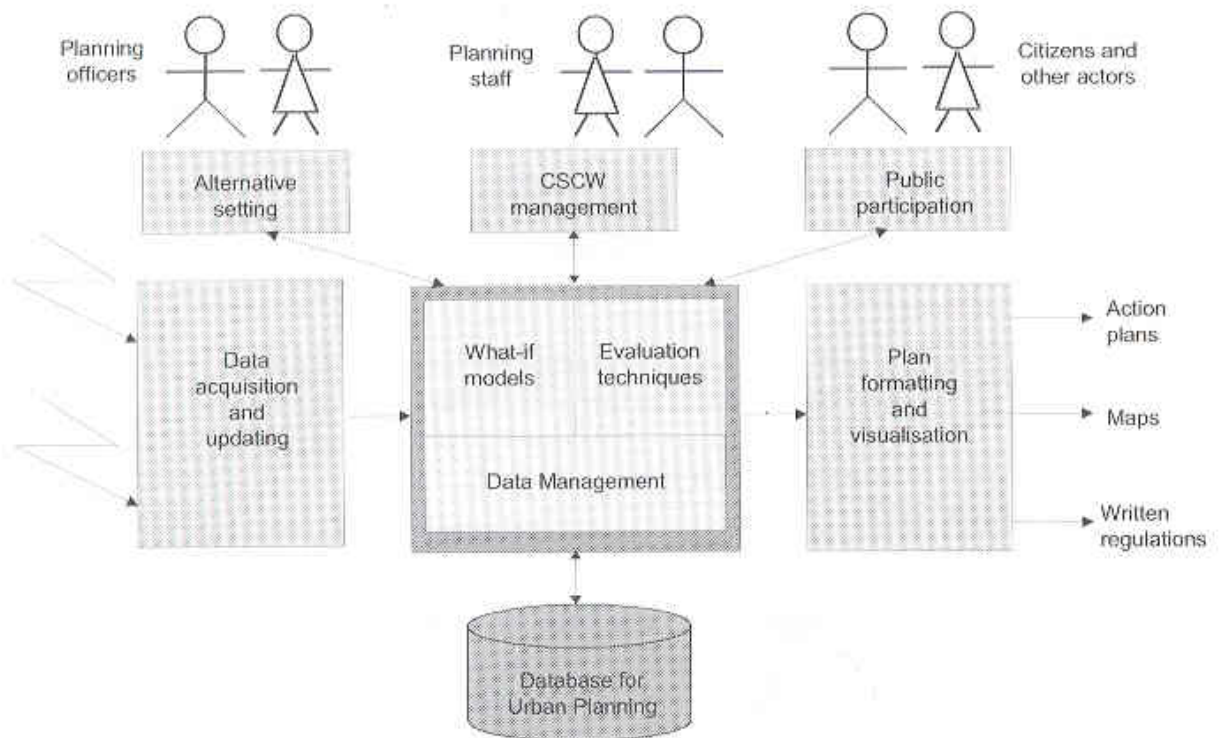 Planning
officers
Planning
staff
Citizens and
other actors
Alternative
setting
CSCW
management
Public
participation
Data
acquisition
and
updating
What-if
models
Evaluation
techniques
Data Management
Plan
formatting
and
visualisation
Action
plans
Maps
Written
regulations
Database for
Urban Planning